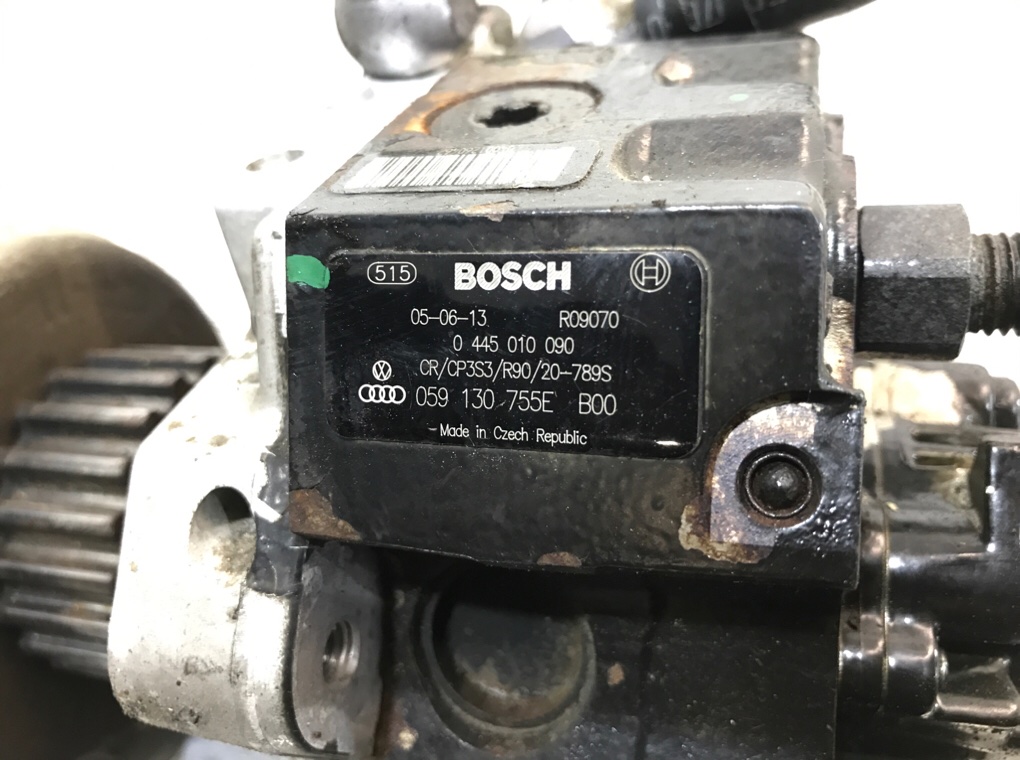 515 BOSCH
05-06-13 R09070
0 445 010 090
CR/CP3S3/R90/20-789S
059 130 755E B00
Made in Czech Republic